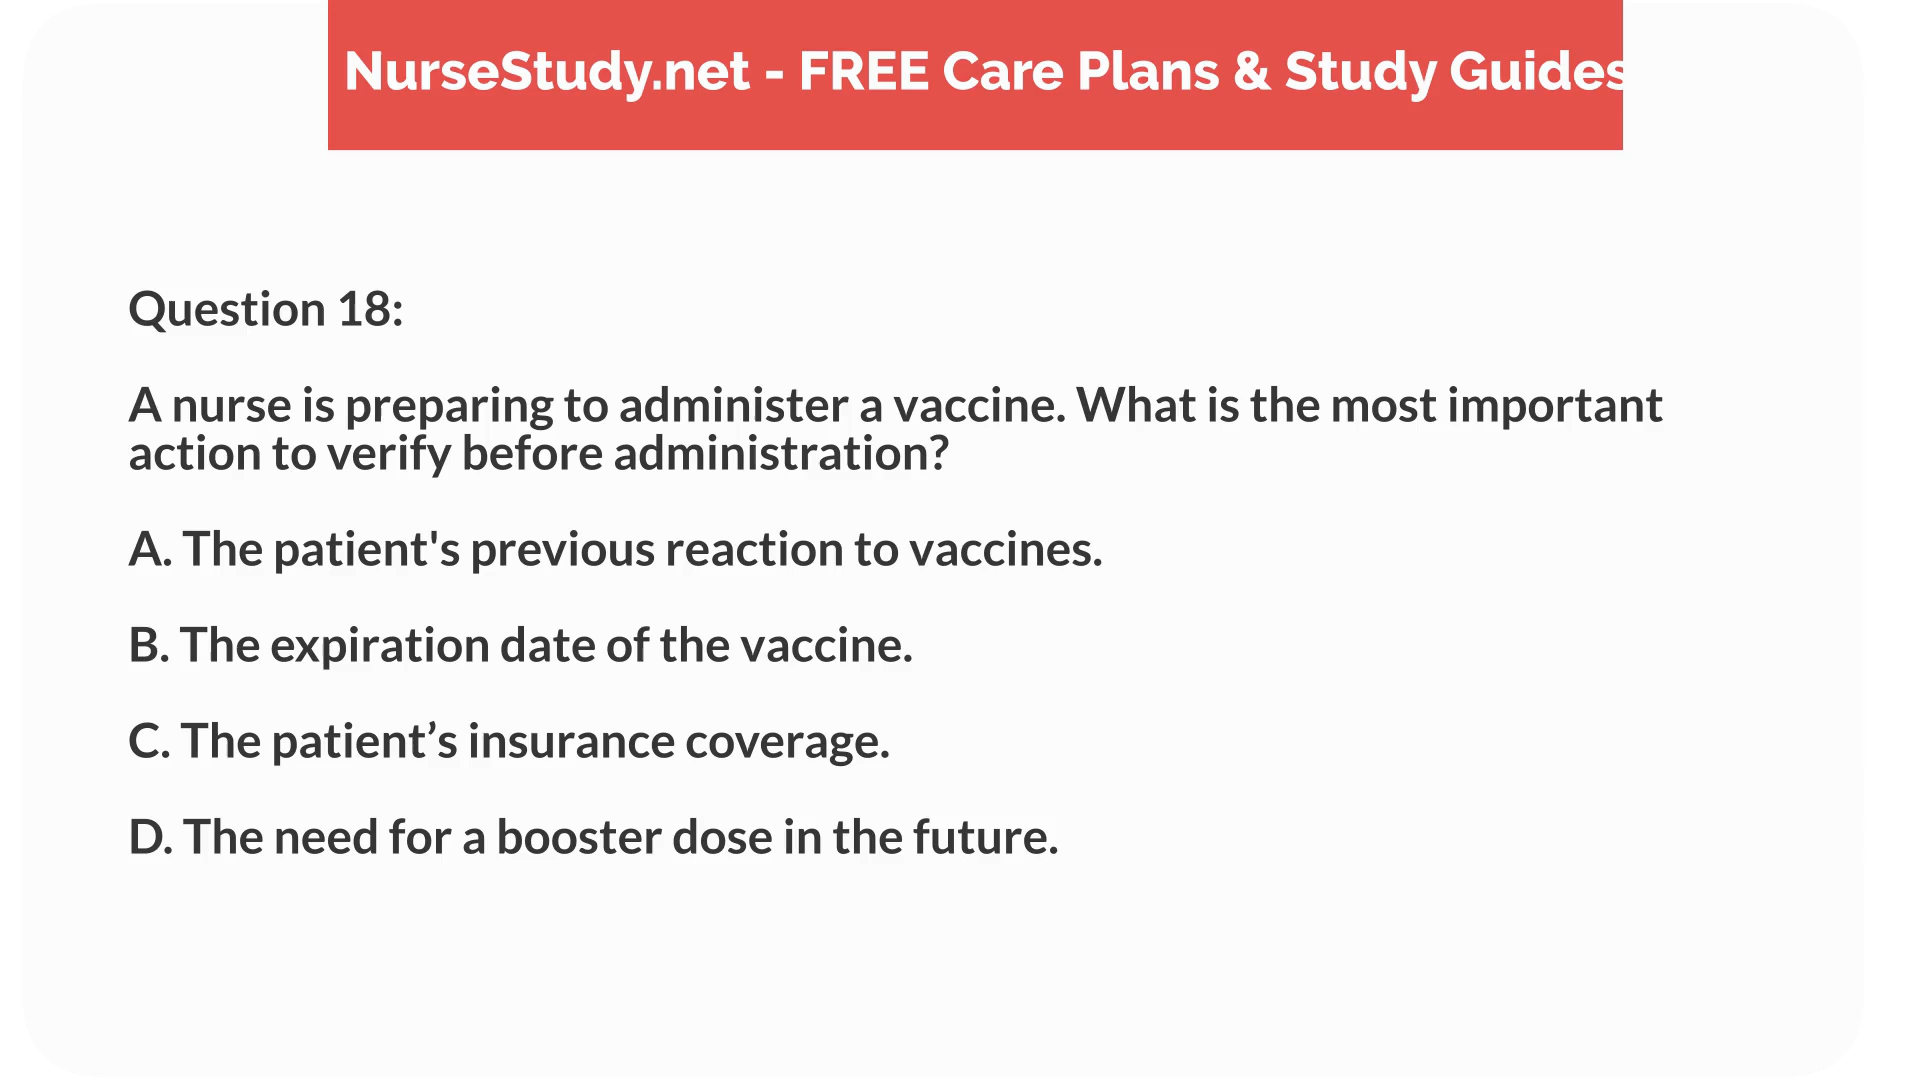 NurseStudy.net - FREE Care Plans & Study Guides
Question 18:
A nurse is preparing to administer a vaccine. What is the most important
action to verify before administration?
A. The patient's previous reaction to vaccines.
B. The expiration date of the vaccine.
C. The patient’s insurance coverage.
D. The need for a booster dose in the future.